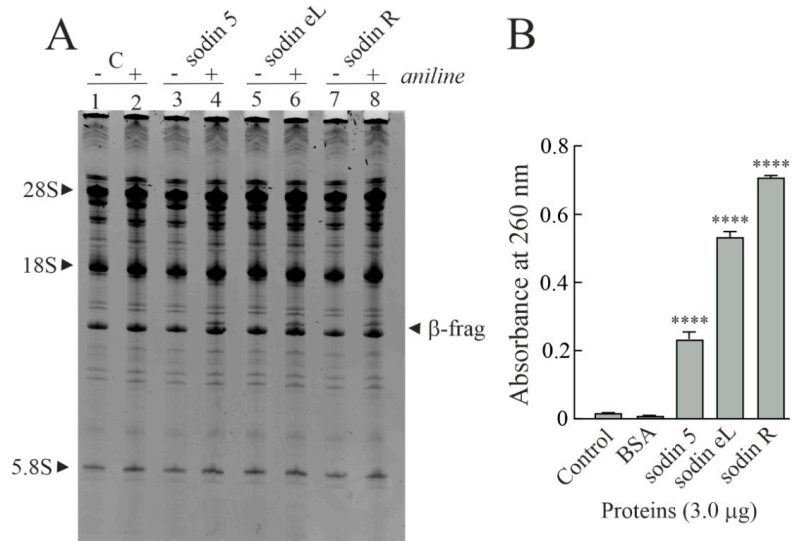 A
C
sodin 5
sodin eL
sodin R
- + - + - + - + aniline
1 2 3 4 5 6 7 8
28S
18S
β-frag
5.8S
B
Absorbance at 260 nm
0.8
0.6
0.4
0.2
0
****
****
****
Control
BSA
sodin 5
sodin eL
sodin R
Proteins (3.0 µg)